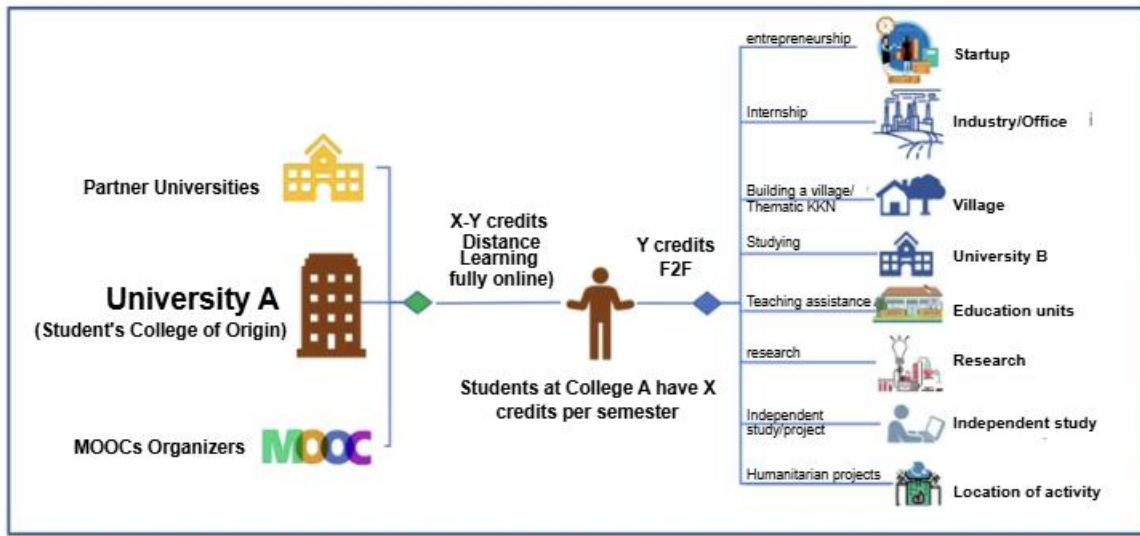 Partner Universities
University A
(Student's College of Origin)
MOOCs Organizers
MOOC
X-Y credits
Distance
Learning
fully online)
Students at College A have X
credits per semester
Y credits
F2F
entrepreneurship
Startup
Internship
Industry/Office
Building a village/
Thematic KKN
Village
Studying
University B
Teaching assistance
Education units
research
Research
Independent
study/project
Independent study
Humanitarian projects
Location of activity